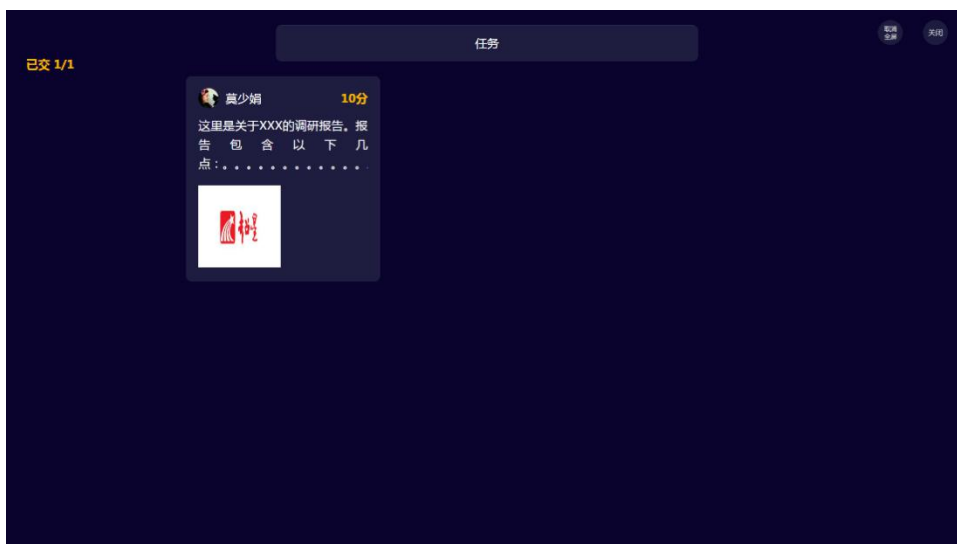 任务
取消
全屏
关闭
已交 1/1
莫少娟
10分
这里是关于XXX的调研报告。报
告包含以下几
点：。。。。。。。。。。。。